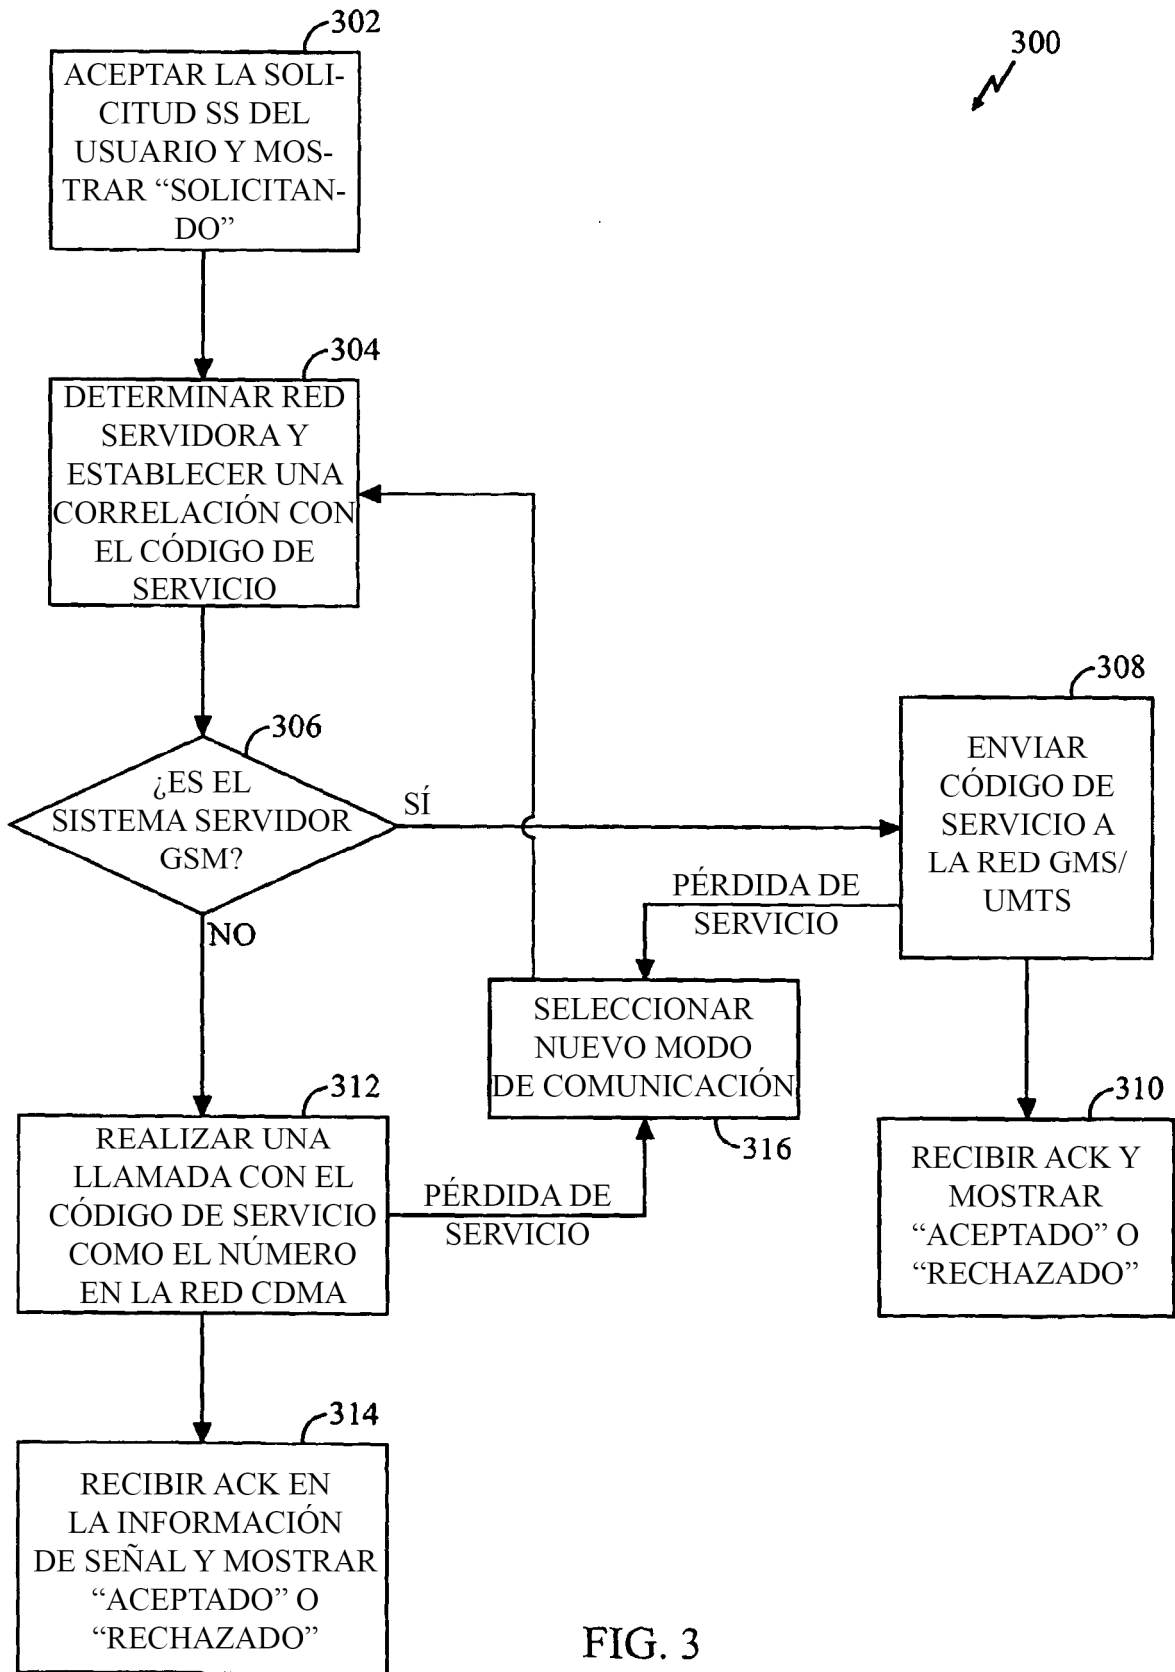 302
300
ACEPTAR LA SOLI-
CITUD SS DEL
USUARIO Y MOS-
TRAR “SOLICITAN-
DO”
304
DETERMINAR RED
SERVIDORA Y
ESTABLECER UNA
CORRELACIÓN CON
EL CÓDIGO DE
SERVICIO
306
¿ES EL
SISTEMA SERVIDOR
GSM?
SÍ
NO
308
ENVIAR
CÓDIGO DE
SERVICIO A
LA RED GMS/
UMTS
PÉRDIDA DE
SERVICIO
SELECCIONAR
NUEVO MODO
DE COMUNICACIÓN
316
310
RECIBIR ACK Y
MOSTRAR
“ACEPTADO” O
“RECHAZADO”
312
REALIZAR UNA
LLAMADA CON EL
CÓDIGO DE SERVICIO
COMO EL NÚMERO
EN LA RED CDMA
PÉRDIDA DE
SERVICIO
314
RECIBIR ACK EN
LA INFORMACIÓN
DE SEÑAL Y MOSTRAR
“ACEPTADO” O
“RECHAZADO”
FIG. 3